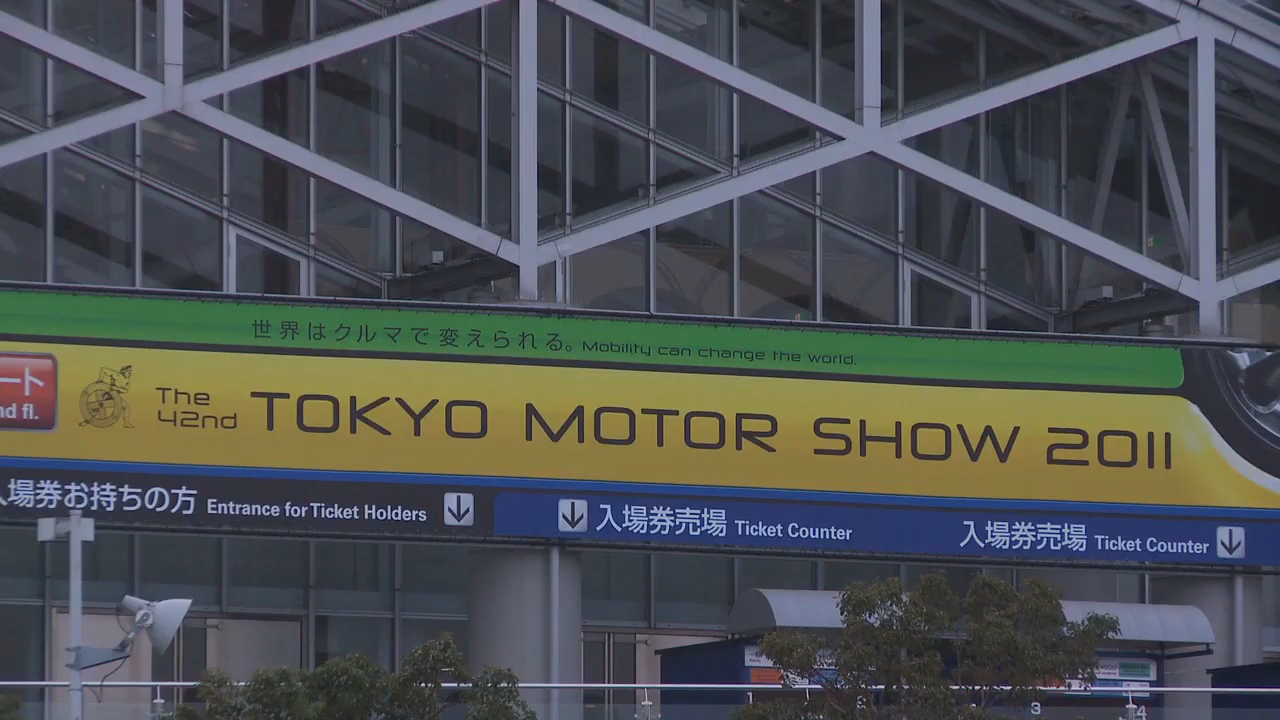 世界はクルマで変えられる。Mobility can change the world.
ート
nd fl.
The
42nd
TOKYO MOTOR SHOW 2011
入場券お持ちの方 Entrance for Ticket Holders
入場券売場 Ticket Counter
入場券売場 Ticket Counter
3
4